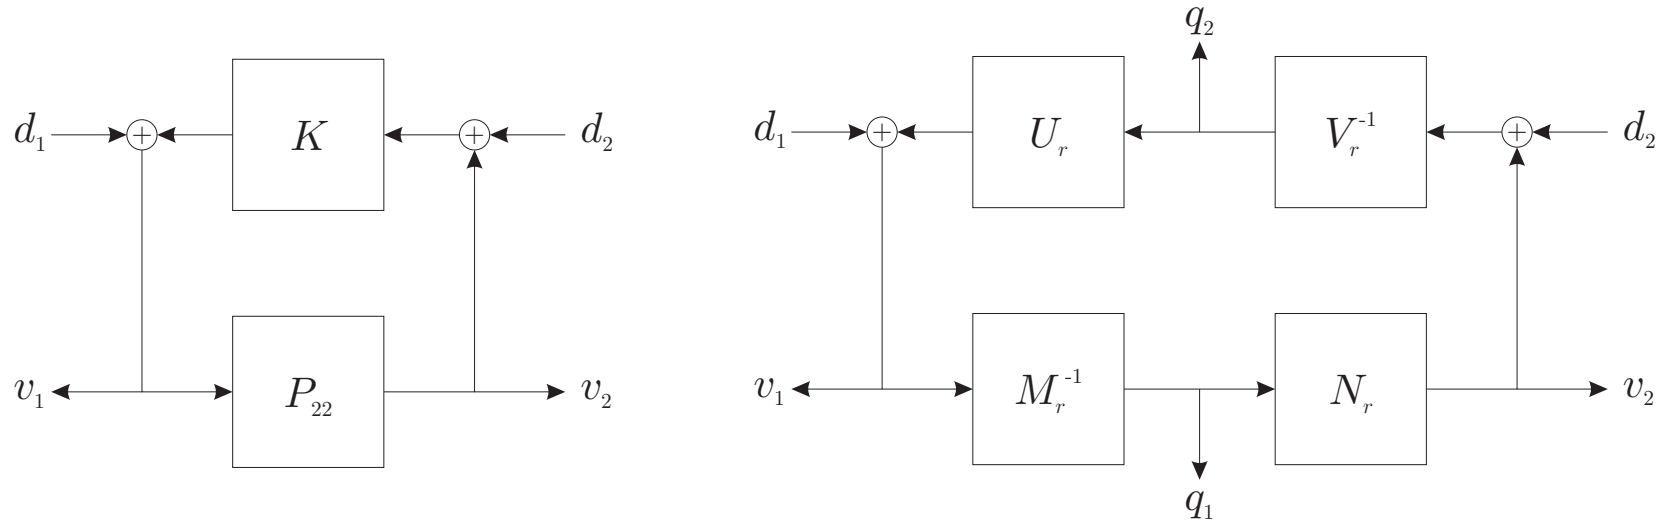 q₂
d₁ + K + d₂ d₁ + Uᵣ Vᵣ⁻¹ + d₂
v₁ P₂₂ v₂ v₁ Mᵣ⁻¹ Nᵣ v₂
q₁